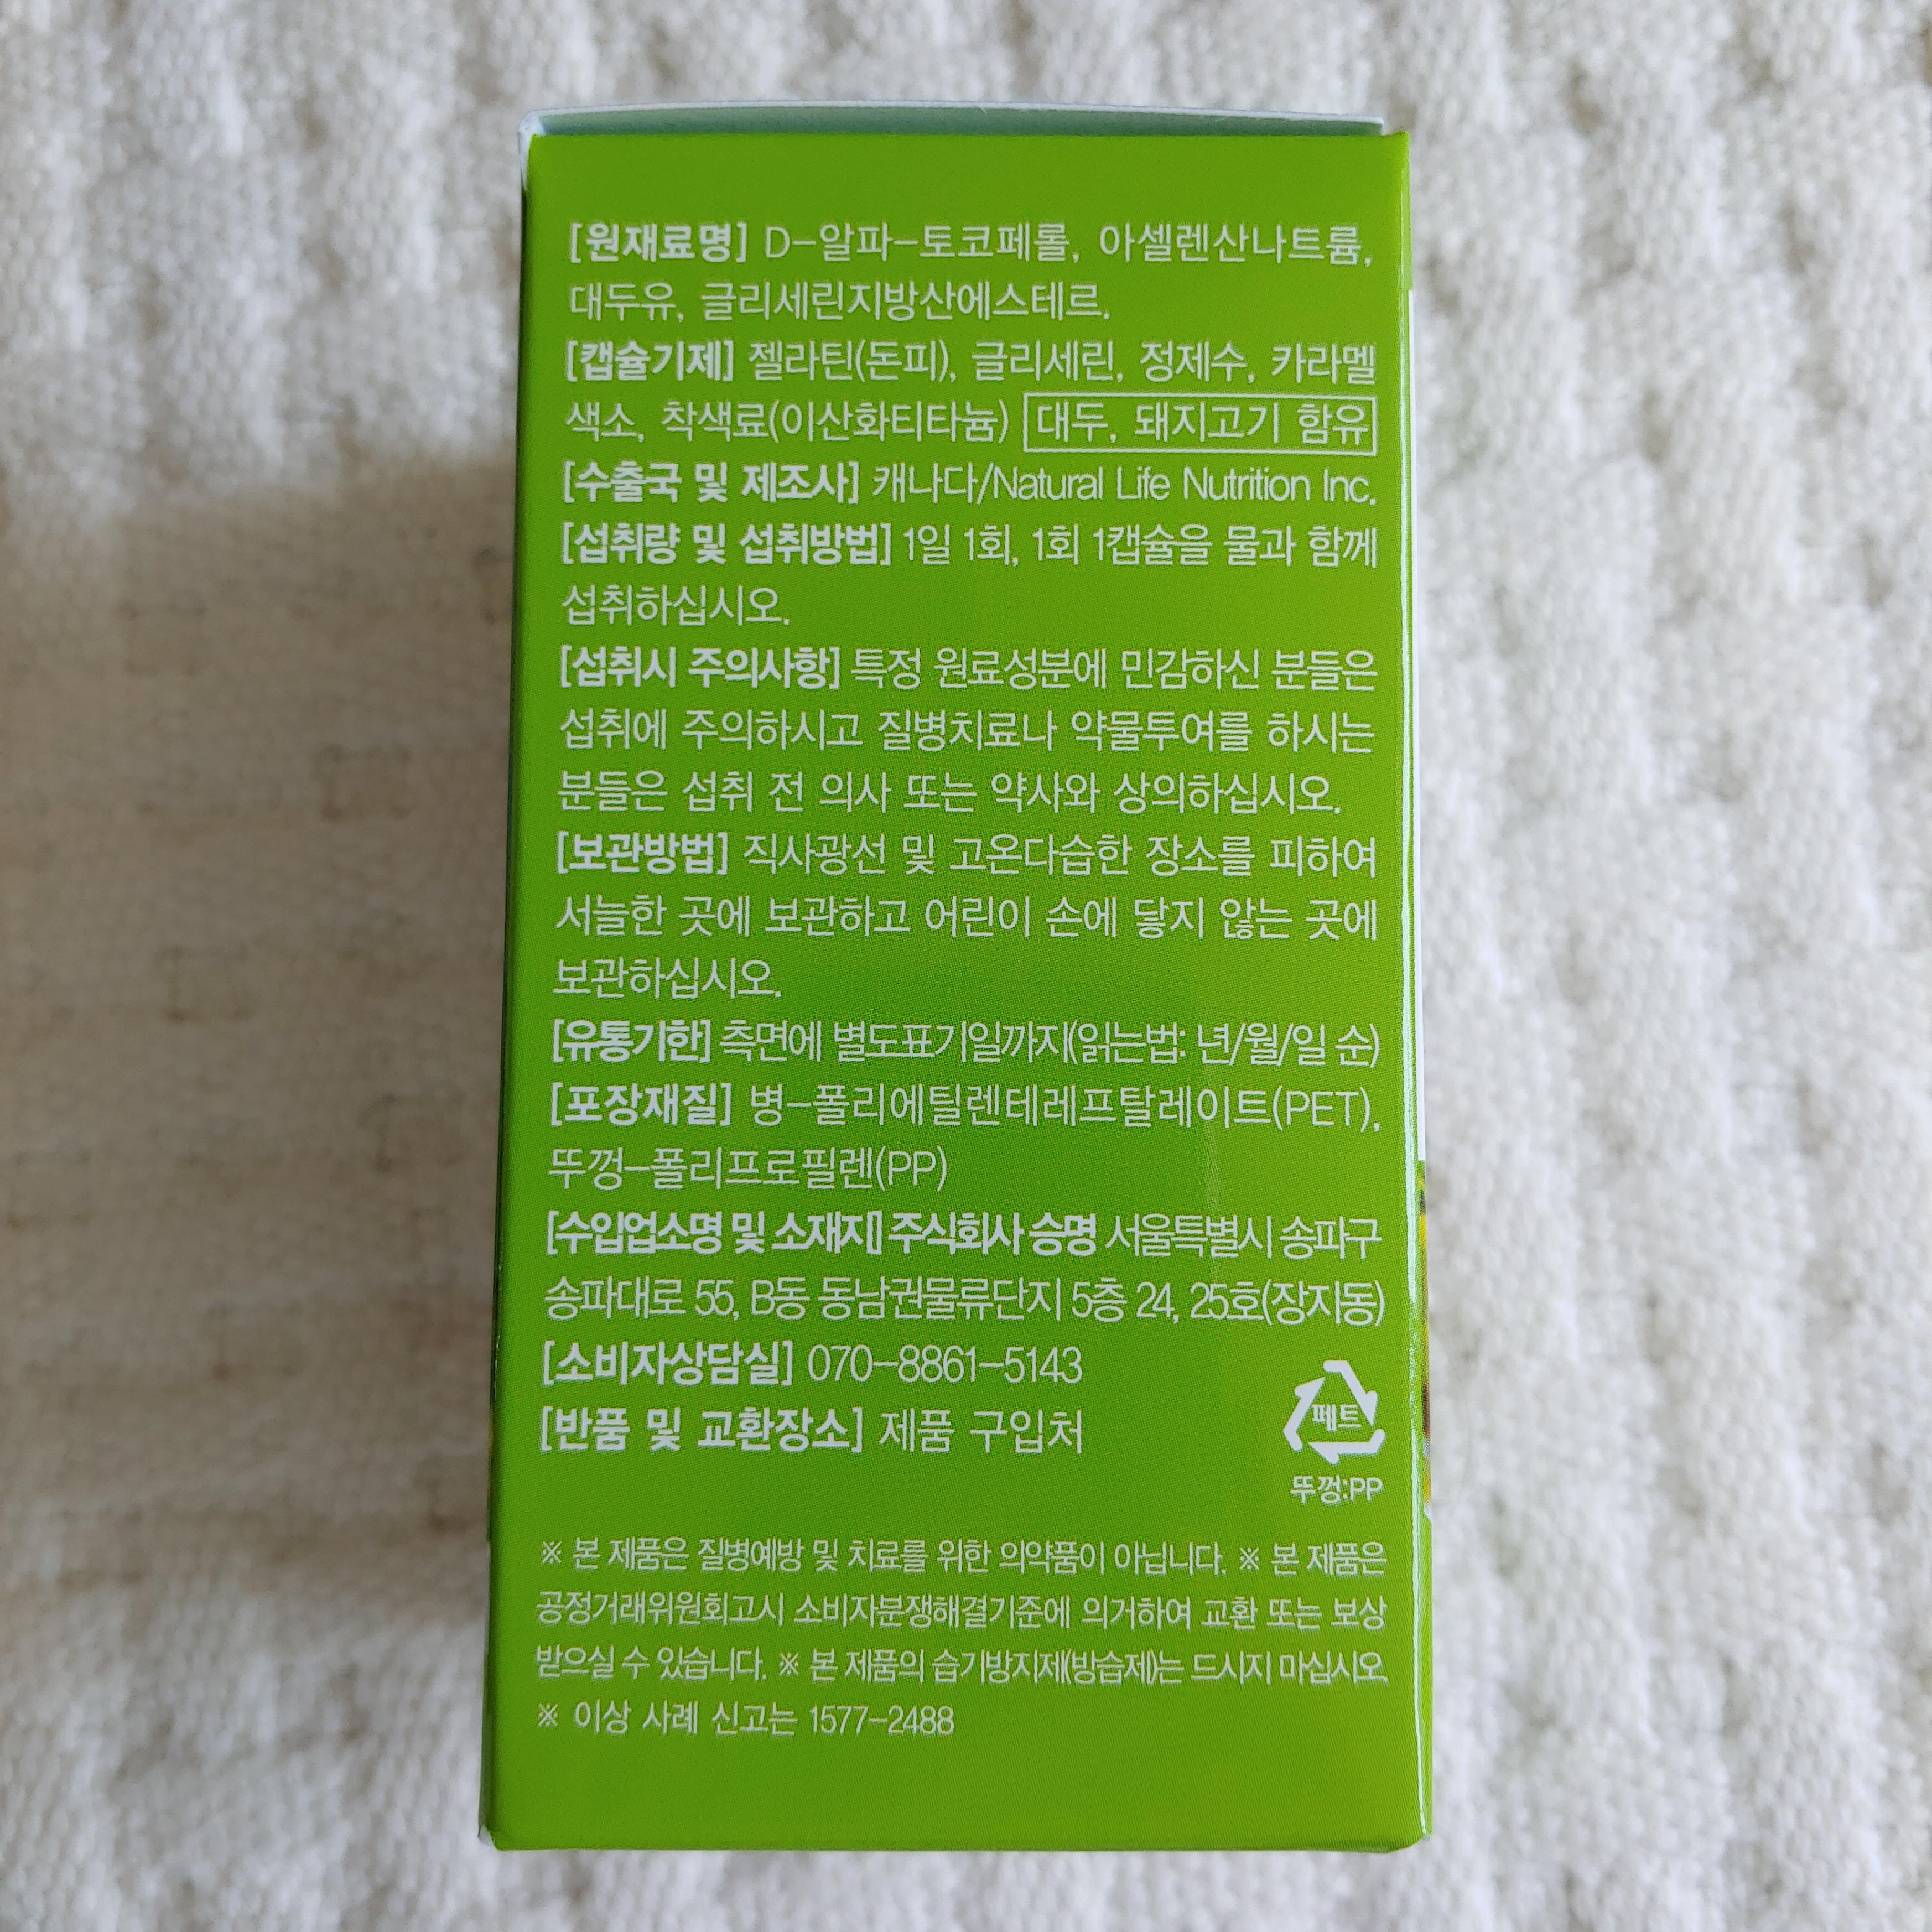 [원재료명] D-알파-토코페롤, 아셀렌산나트륨,
대두유, 글리세린지방산에스테르.
[캡슐기제] 젤라틴(돈피), 글리세린, 정제수, 카라멜
색소, 착색료(이산화티타늄) 대두, 돼지고기 함유
[수출국 및 제조사] 캐나다/Natural Life Nutrition Inc.
[섭취량 및 섭취방법] 1일 1회, 1회 1캡슐을 물과 함께
섭취하십시오.
[섭취시 주의사항] 특정 원료성분에 민감하신 분들은
섭취에 주의하시고 질병치료나 약물투여를 하시는
분들은 섭취 전 의사 또는 약사와 상의하십시오.
[보관방법] 직사광선 및 고온다습한 장소를 피하여
서늘한 곳에 보관하고 어린이 손에 닿지 않는 곳에
보관하십시오.
[유통기한] 측면에 별도표기일까지(읽는법: 년/월/일 순)
[포장재질] 병-폴리에틸렌테레프탈레이트(PET),
뚜껑-폴리프로필렌(PP)
[수입업소명 및 소재지] 주식회사 승명 서울특별시 송파구
송파대로 55, B동 동남권물류단지 5층 24, 25호(장지동)
[소비자상담실] 070-8861-5143
[반품 및 교환장소] 제품 구입처
페트
뚜껑:PP
※ 본 제품은 질병예방 및 치료를 위한 의약품이 아닙니다. ※ 본 제품은
공정거래위원회고시 소비자분쟁해결기준에 의거하여 교환 또는 보상
받으실 수 있습니다. ※ 본 제품의 습기방지제(방습제)는 드시지 마십시오.
※ 이상 사례 신고는 1577-2488